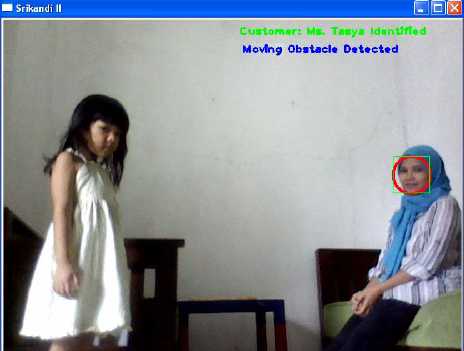 Srikandi II
Customer: Ms. Tasya Identified
Moving Obstacle Detected